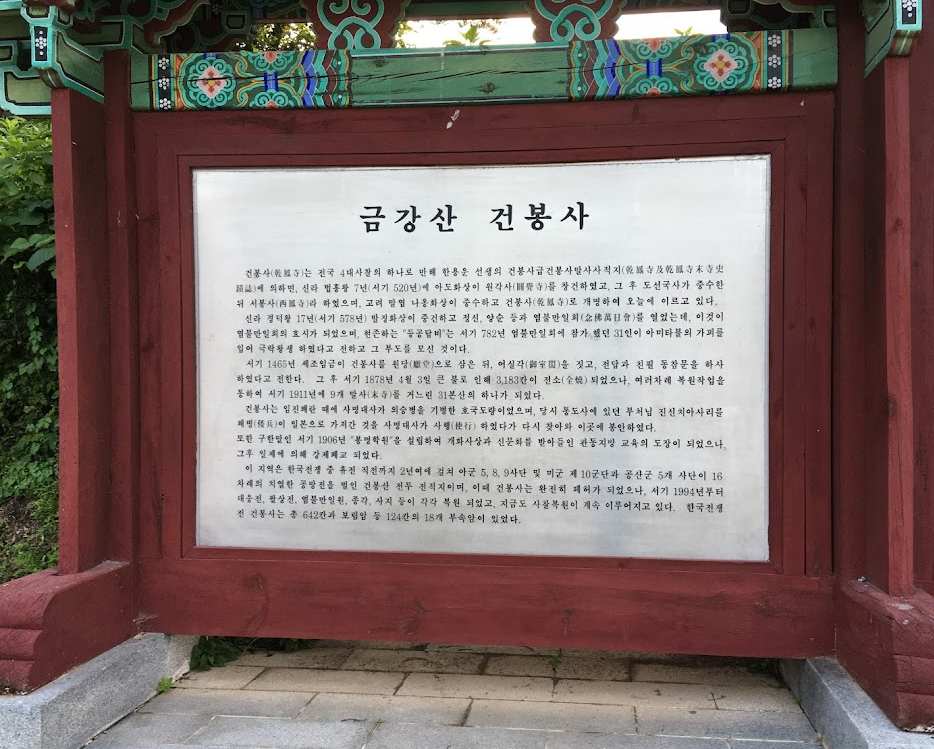 금강산 건봉사
건봉사(乾鳳寺)는 전국 4대사찰의 하나로 만해 한용운 선생의 건봉사급건봉사말사사적지(乾鳳寺及乾鳳寺末寺史
蹟誌)에 의하면, 신라 법흥왕 7년(서기 520년)에 아도화상이 원각사(圓覺寺)를 창건하였고, 그 후 도선국사가 중수한
뒤 서봉사(西鳳寺)라 하였으며, 고려 말엽 나옹화상이 중수하고 건봉사(乾鳳寺)로 개명하여 오늘에 이르고 있다.
신라 경덕왕 17년(서기 578년) 발징화상이 중건하고 정신, 양순 등과 염불만일회(念佛萬日會)를 열었는데, 이것이
염불만일회의 효시가 되었으며, 현존하는 "등공탑비"는 서기 782년 염불만일회에 참가 했던 31인이 아미타불의 가피를
입어 극락왕생 하였다고 전하고 그 부도를 모신 것이다.
서기 1465년 세조임금이 건봉사를 원당(願堂)으로 삼은 뒤, 어실각(御室閣)을 짓고, 전답과 친필 동참문을 하사
하였다고 전한다. 그 후 서기 1878년 4월 3일 큰 불로 인해 3,183칸이 전소(全燒) 되었으나, 여러차례 복원작업을
통하여 서기 1911년에 9개 말사(末寺)를 거느린 31본산의 하나가 되었다.
건봉사는 임진왜란 때에 사명대사가 의승병을 기병한 호국도량이었으며, 당시 통도사에 있던 부처님 진신치아사리를
왜병(倭兵)이 일본으로 가져간 것을 사명대사가 사행(使行) 하였다가 다시 찾아와 이곳에 봉안하였다.
또한 구한말인 서기 1906년 "봉명학원"을 설립하여 개화사상과 신문화를 받아들인 관동지방 교육의 도장이 되었으나,
그후 일제에 의해 강제폐교 되었다.
이 지역은 한국전쟁 중 휴전 직전까지 2년여에 걸쳐 아군 5, 8, 9사단 및 미군 제10군단과 공산군 5개 사단이 16
차례의 치열한 공방전을 벌인 건봉산 전투 전적지이며, 이때 건봉사는 완전히 폐허가 되었으나, 서기 1994년부터
대웅전, 팔상전, 염불만일원, 종각, 사지 등이 각각 복원 되었고, 지금도 사찰복원이 계속 이루어지고 있다. 한국전쟁
전 건봉사는 총 642칸과 보림암 등 124칸의 18개 부속암이 있었다.